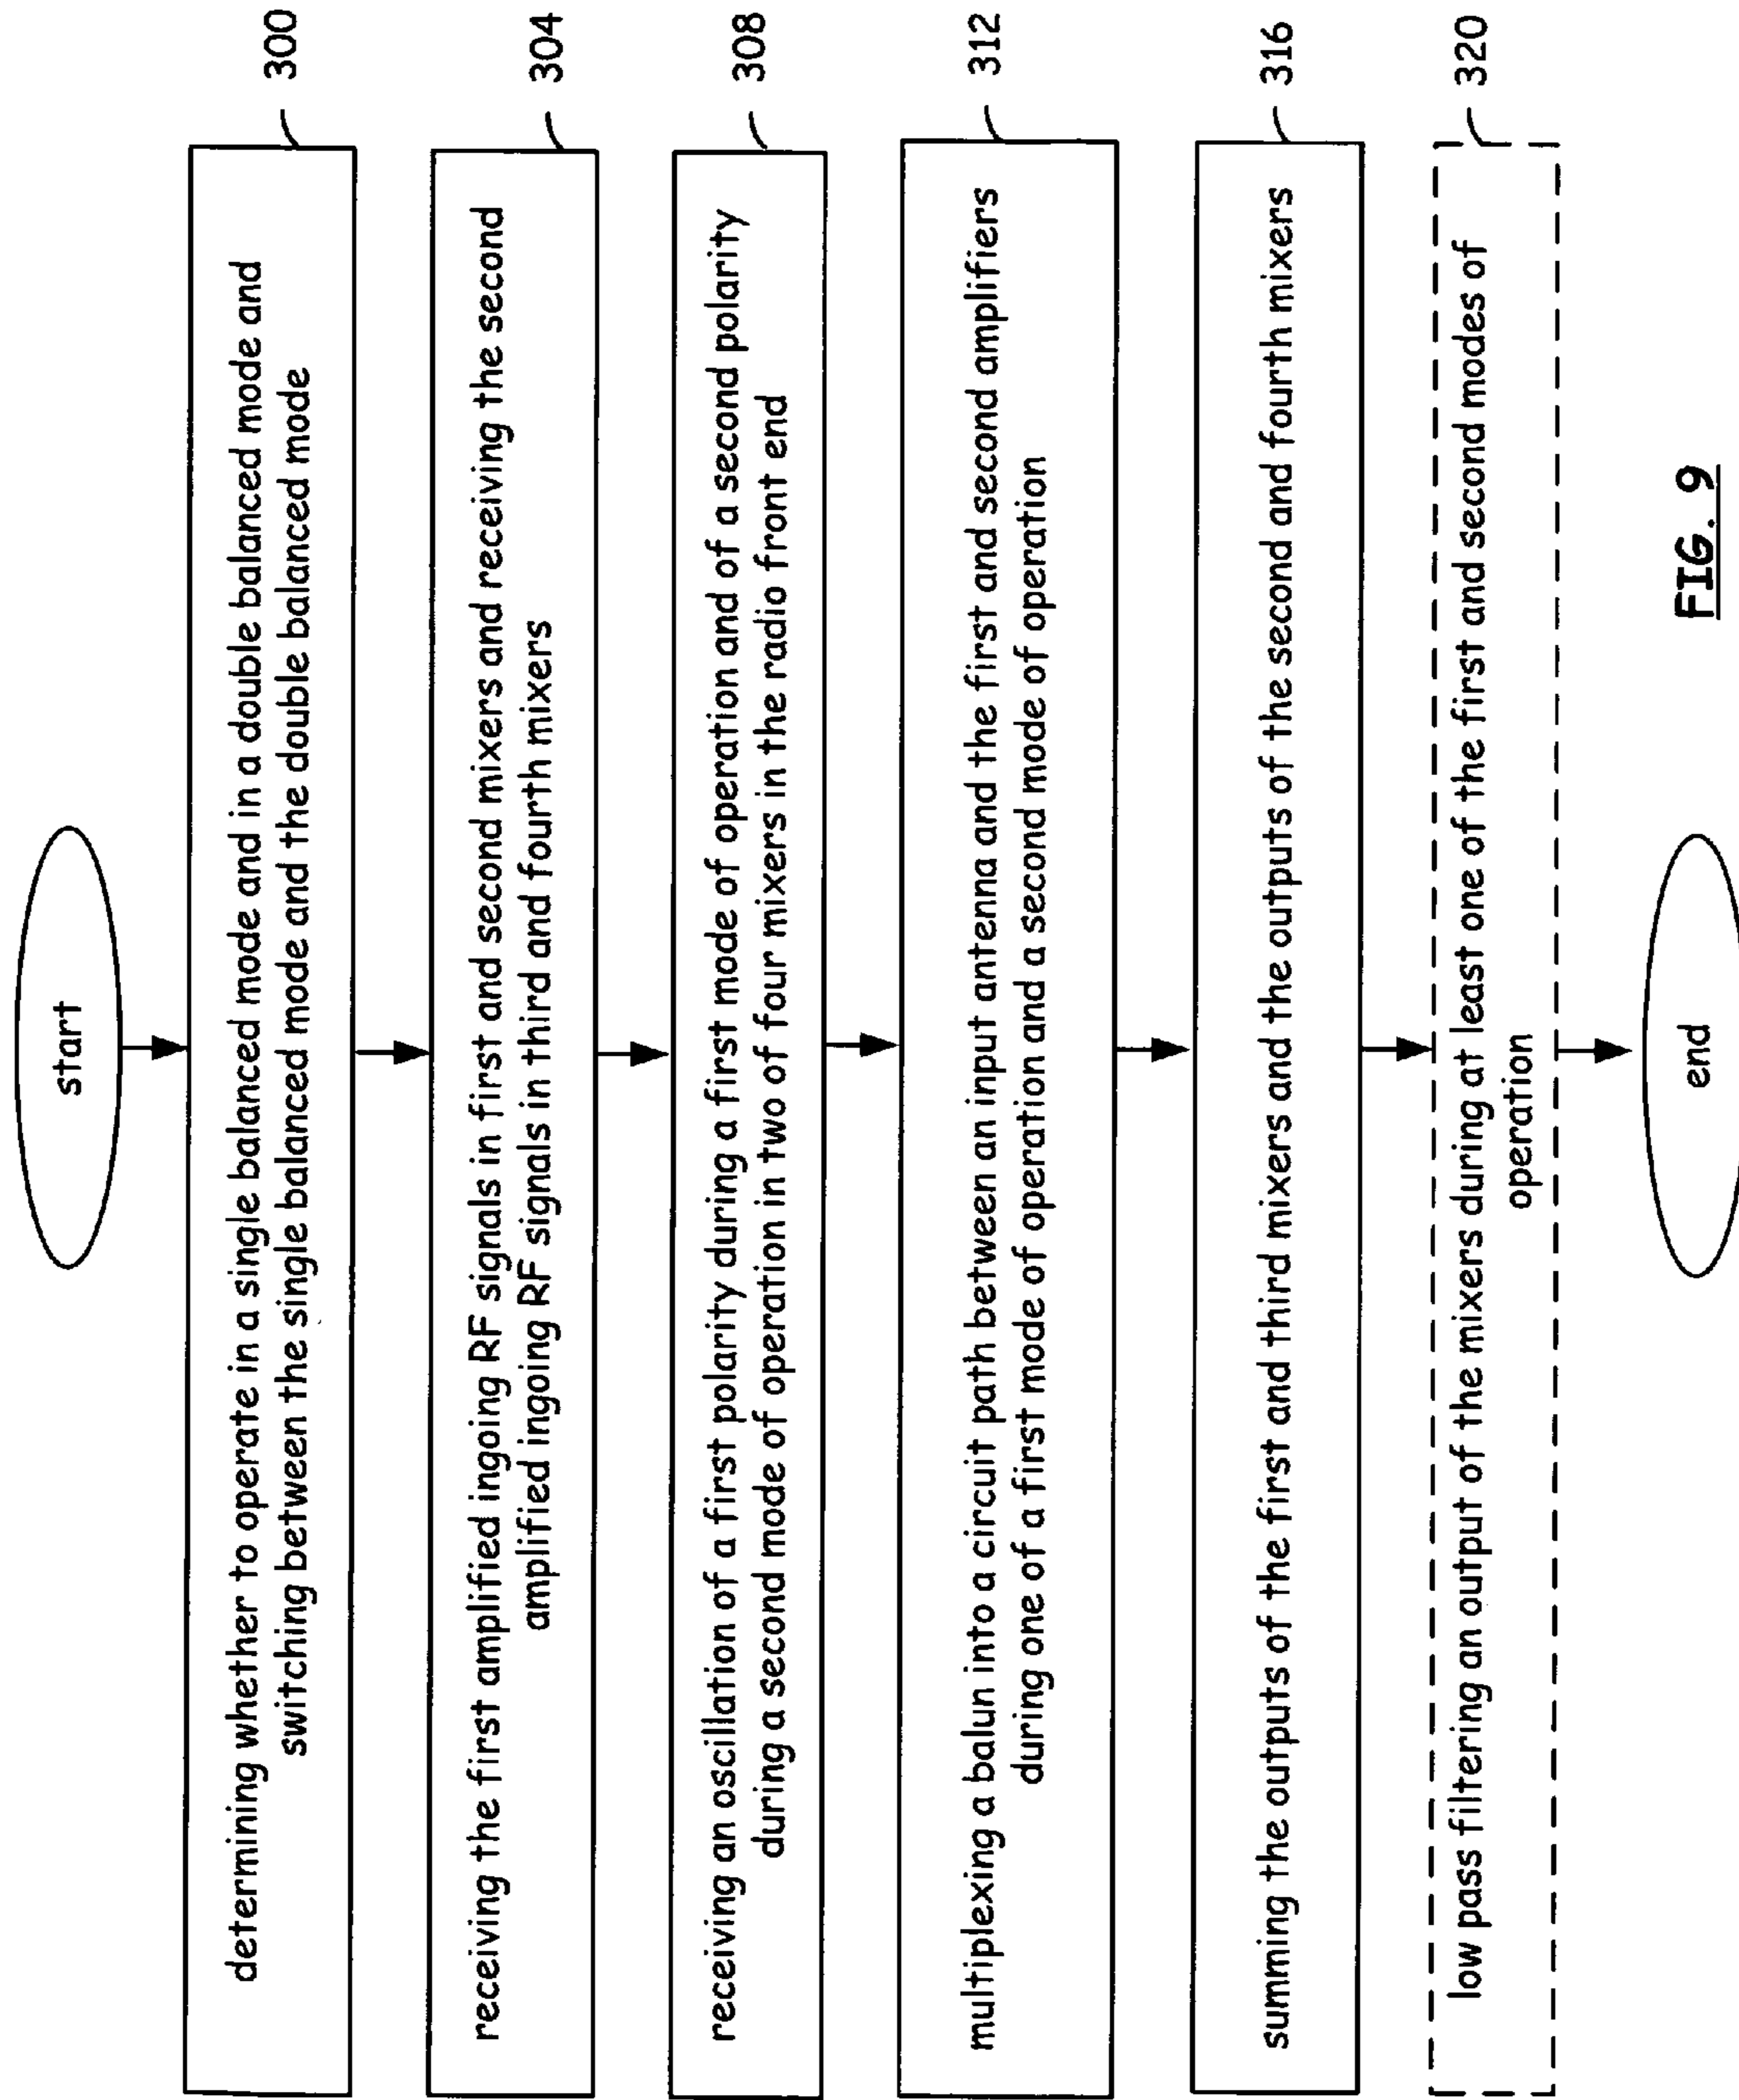 start
determining whether to operate in a single balanced mode and in a double balanced mode and
switching between the single balanced mode and the double balanced mode
300
receiving the first amplified ingoing RF signals in first and second mixers and receiving the second
amplified ingoing RF signals in third and fourth mixers
304
receiving an oscillation of a first polarity during a first mode of operation and of a second polarity
during a second mode of operation in two of four mixers in the radio front end
308
multiplexing a balun into a circuit path between an input antenna and the first and second amplifiers
during one of a first mode of operation and a second mode of operation
312
summing the outputs of the first and third mixers and the outputs of the second and fourth mixers
316
low pass filtering an output of the mixers during at least one of the first and second modes of
operation
320
end
FIG. 9